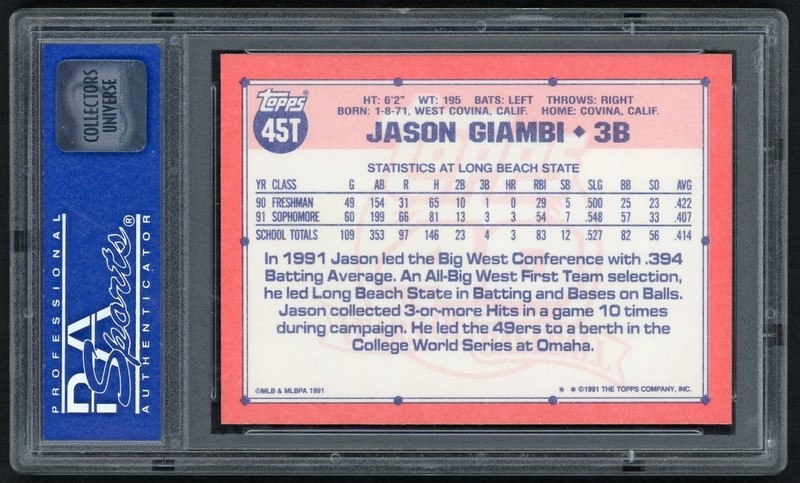 COLLECTORS
UNIVERSE
PROFESSIONAL
PSA
Sports®
AUTHENTICATOR
Topps
45T
HT: 6'2" WT: 195 BATS: LEFT THROWS: RIGHT
BORN: 1-8-71, WEST COVINA, CALIF. HOME: COVINA, CALIF.
JASON GIAMBI ◆ 3B
STATISTICS AT LONG BEACH STATE
YR CLASS G AB R H 2B 3B HR RBI SB SLG BB SO AVG
90 FRESHMAN 49 154 31 65 10 1 0 29 5 .500 25 23 .422
91 SOPHOMORE 60 199 66 81 13 3 3 54 7 .548 57 33 .407
SCHOOL TOTALS 109 353 97 146 23 4 3 83 12 .527 82 56 .414
In 1991 Jason led the Big West Conference with .394
Batting Average. An All-Big West First Team selection,
he led Long Beach State in Batting and Bases on Balls.
Jason collected 3-or-more Hits in a game 10 times
during campaign. He led the 49ers to a berth in the
College World Series at Omaha.
©MLB & MLBPA 1991
* * ©1991 THE TOPPS COMPANY, INC.